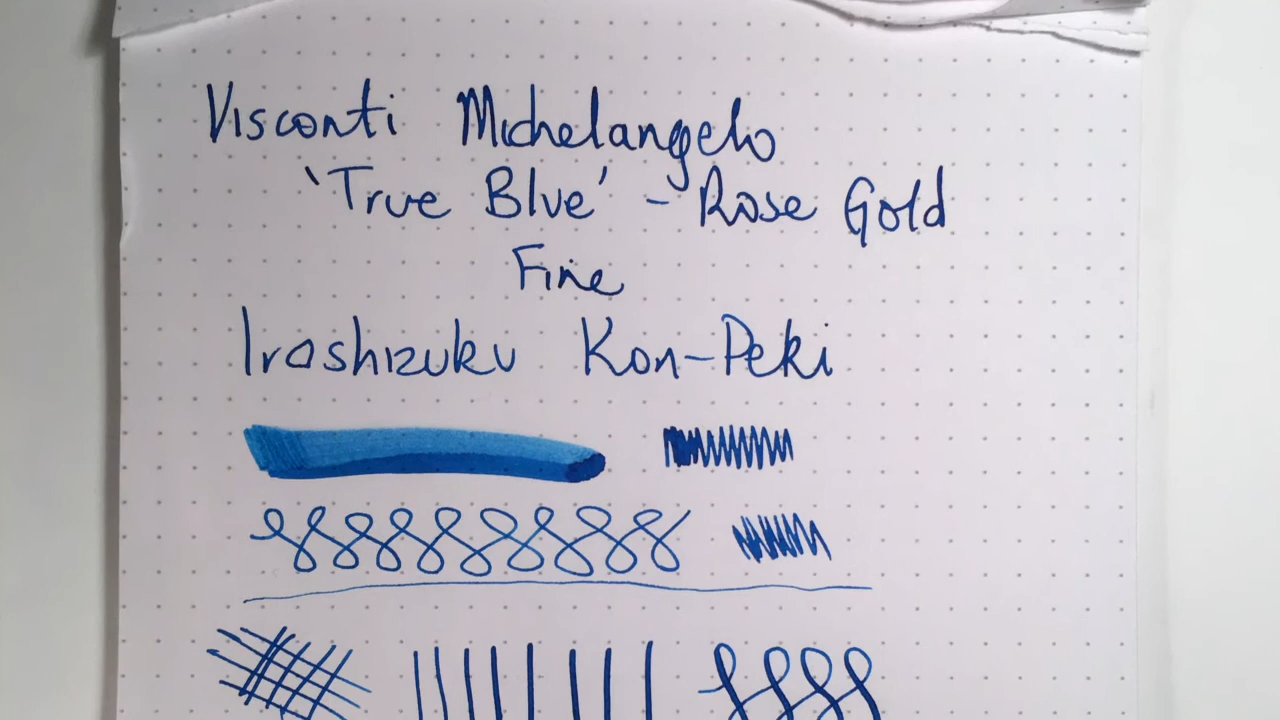 Visconti Michelangelo
'True Blue' - Rose Gold
Fine
Iroshizuku Kon-Peki